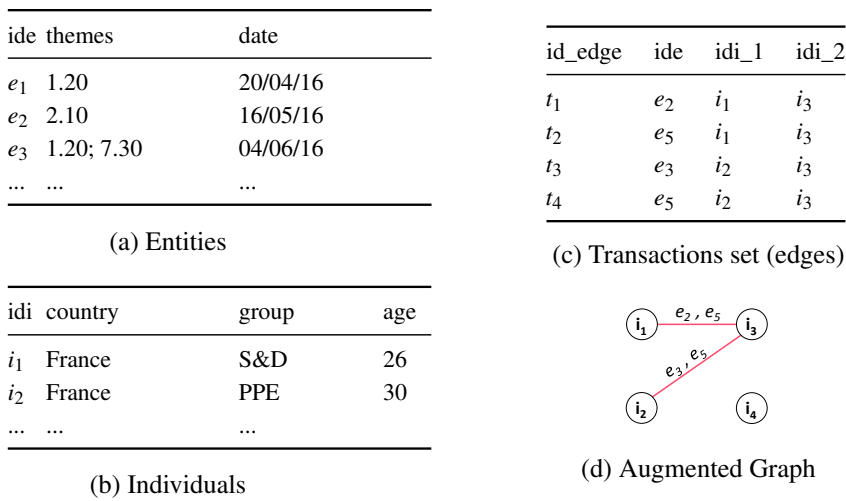 ide themes date
e1 1.20 20/04/16
e2 2.10 16/05/16
e3 1.20; 7.30 04/06/16
... ... ...
(a) Entities
idi country group age
i1 France S&D 26
i2 France PPE 30
... ... ...
(b) Individuals
id_edge ide idi_1 idi_2
t1 e2 i1 i3
t2 e5 i1 i3
t3 e3 i2 i3
t4 e5 i2 i3
(c) Transactions set (edges)
i1 e2 , e5 i3
e3, e5
i2 i4
(d) Augmented Graph